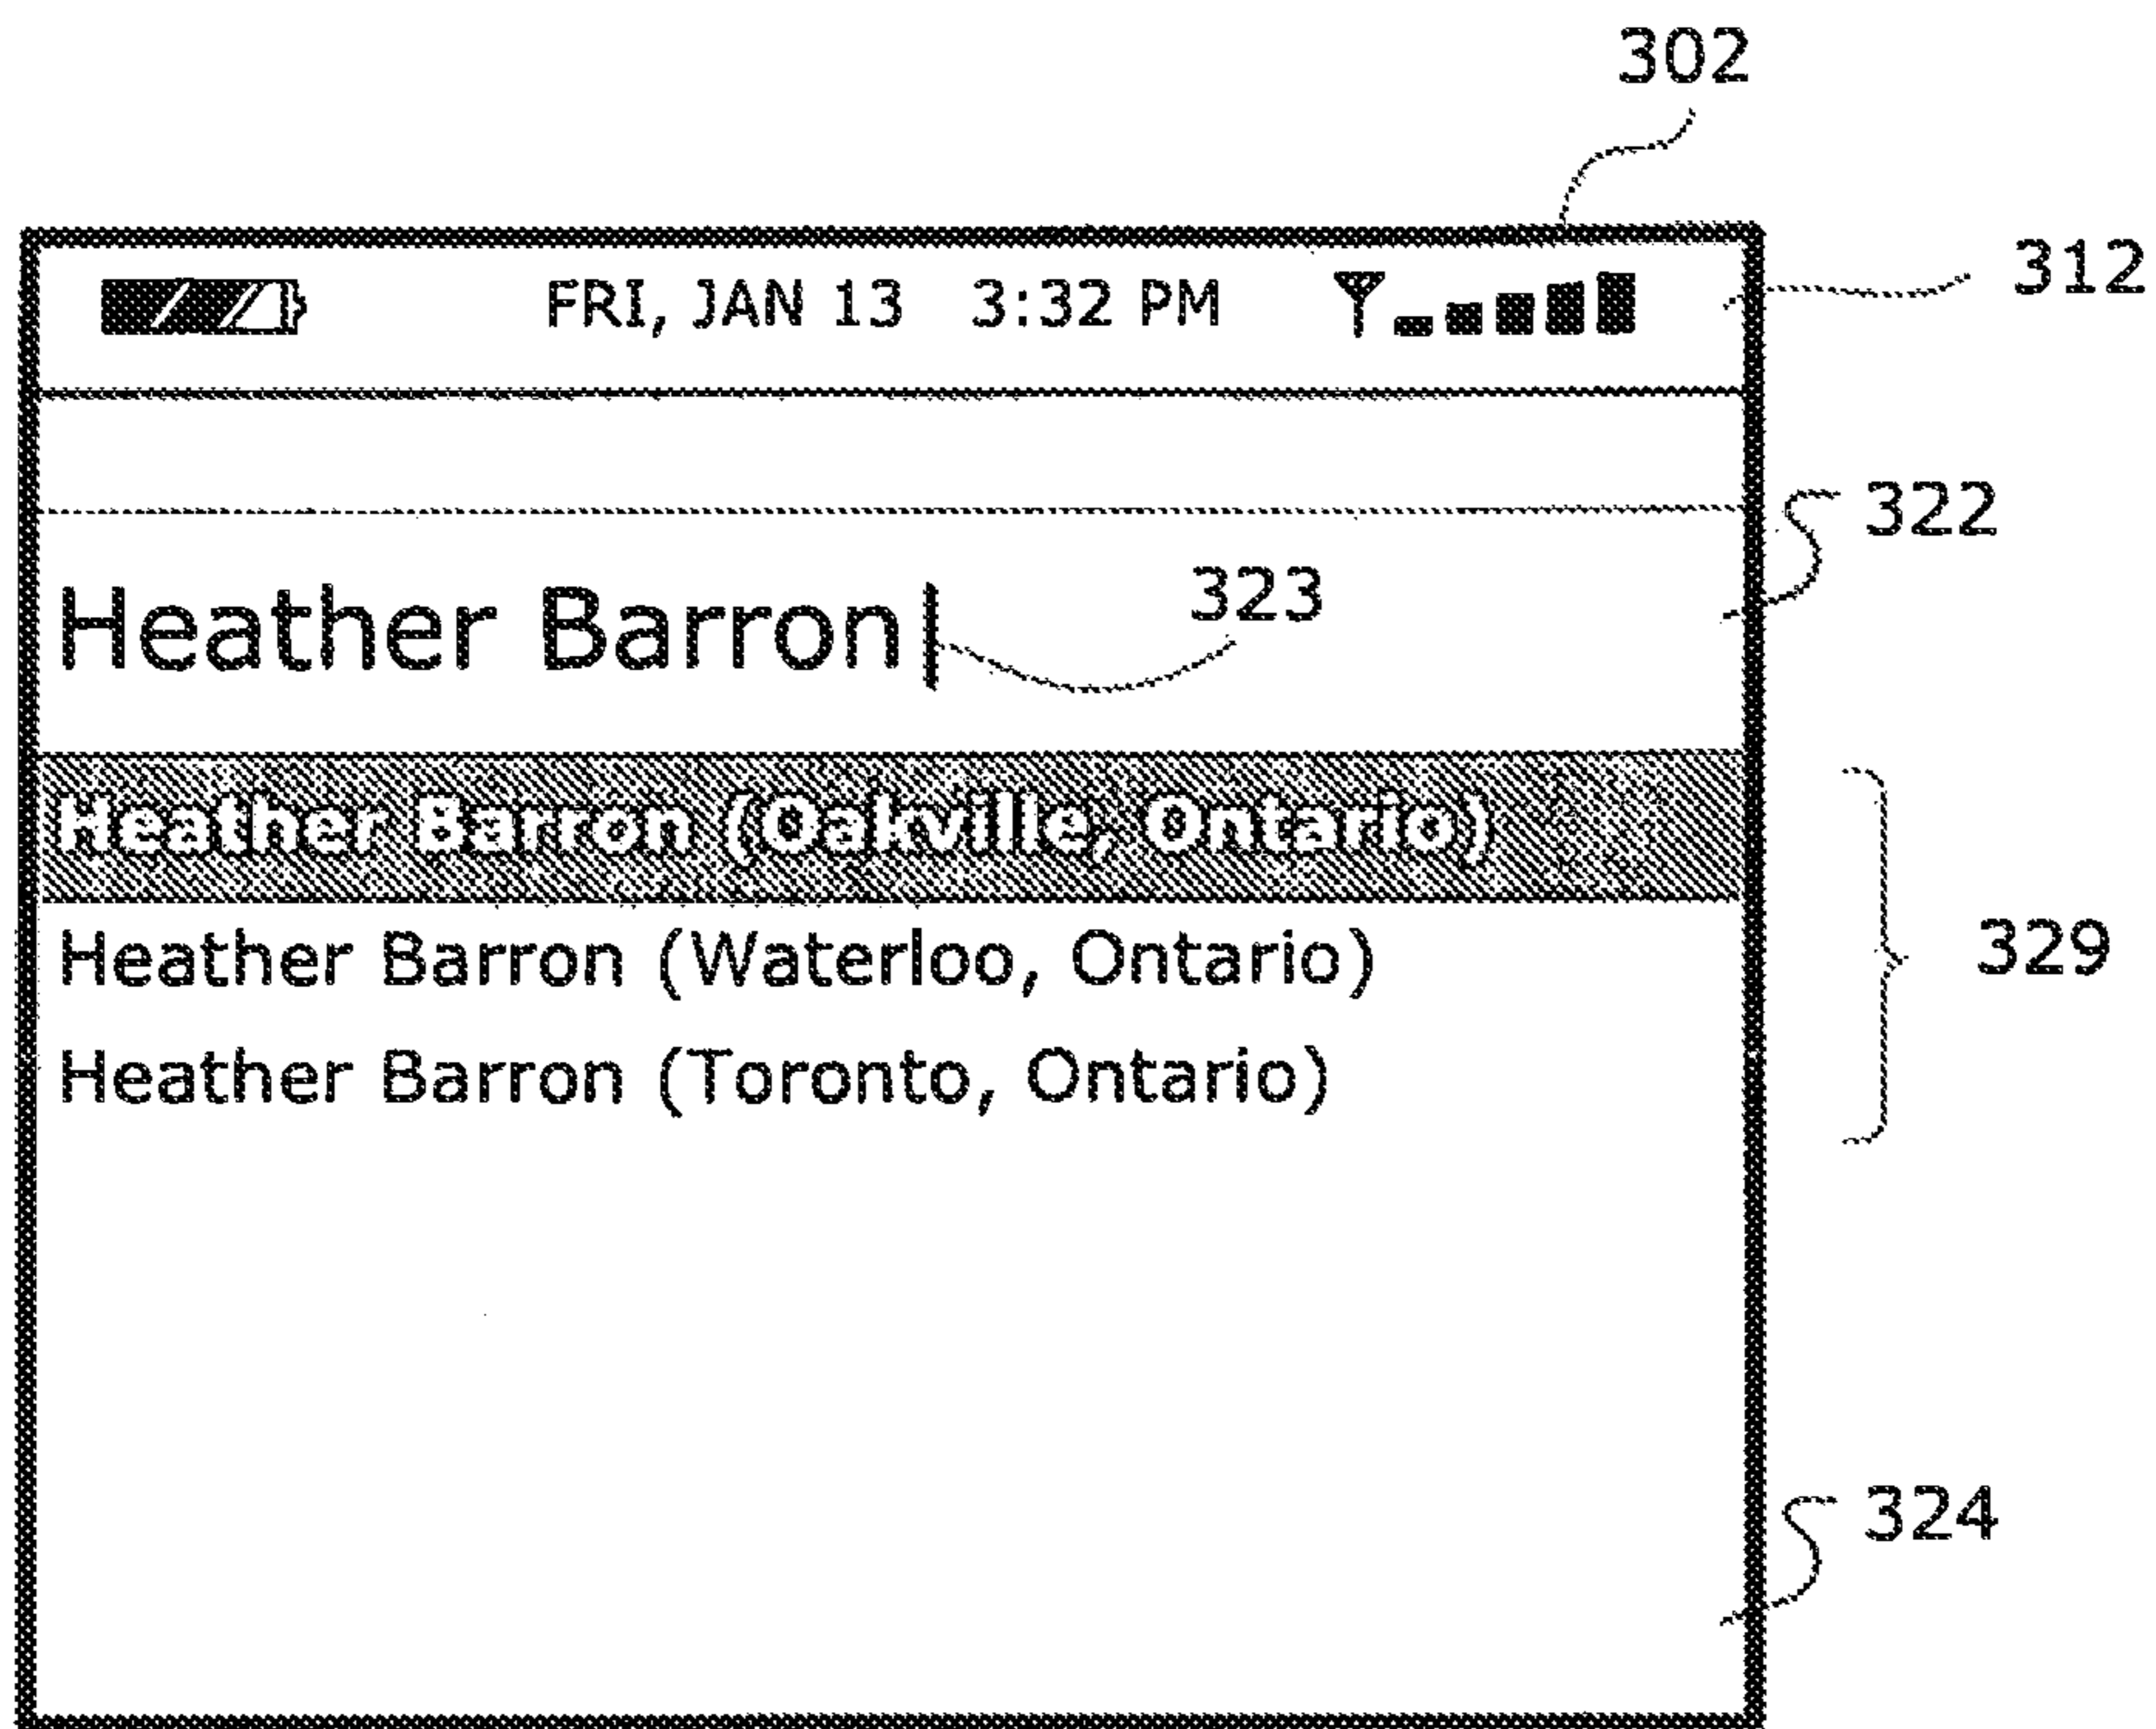 302
FRI, JAN 13 3:32 PM
312
322
Heather Barron
323
Heather Barron (Oakville, Ontario)
Heather Barron (Waterloo, Ontario)
329
Heather Barron (Toronto, Ontario)
324